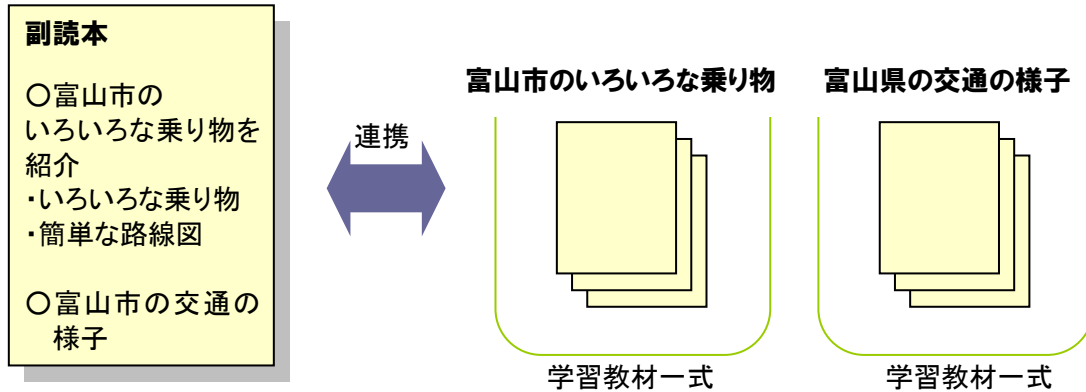 副読本
○富山市の
いろいろな乗り物を
紹介
・いろいろな乗り物
・簡単な路線図
○富山市の交通の
様子
連携
富山市のいろいろな乗り物
学習教材一式
富山県の交通の様子
学習教材一式